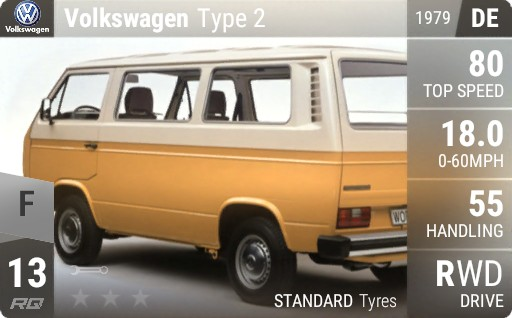 Volkswagen Type 2
1979 DE
Volkswagen
80
TOP SPEED
18.0
0-60MPH
55
HANDLING
RWD
DRIVE
F
13
RQ
STANDARD Tyres